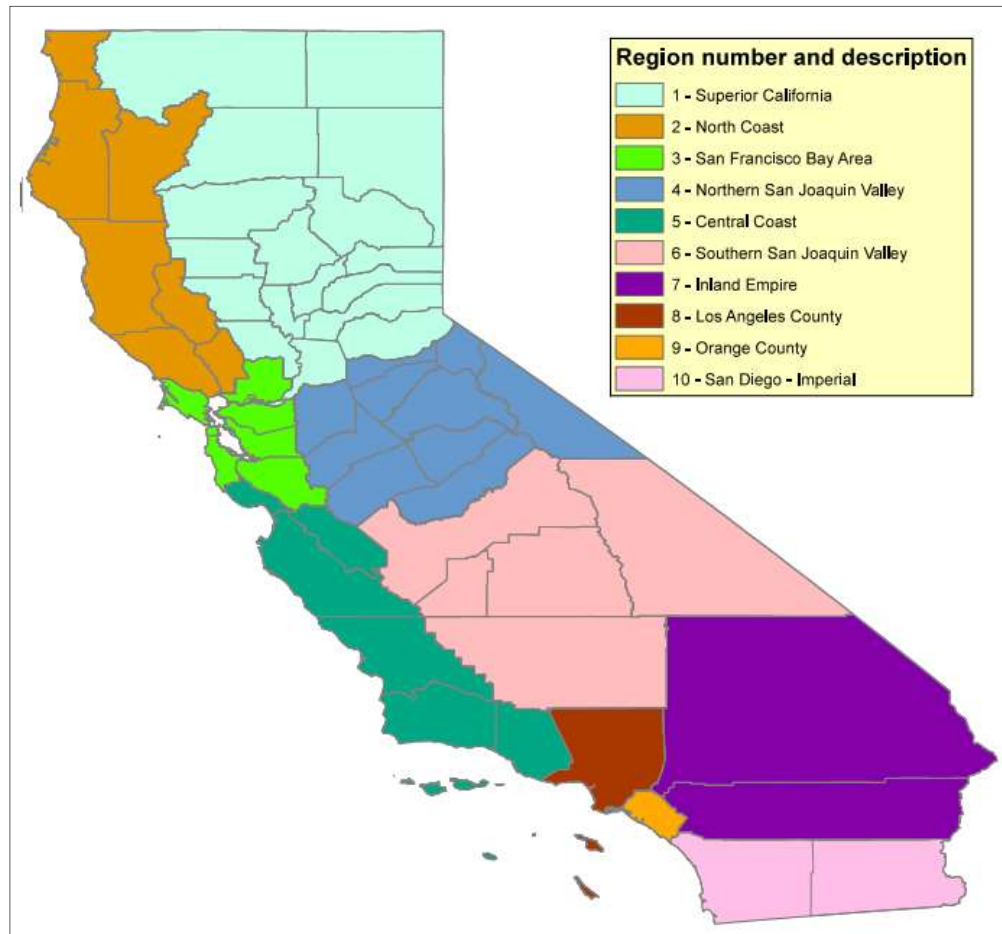 Region number and description
1 - Superior California
2 - North Coast
3 - San Francisco Bay Area
4 - Northern San Joaquin Valley
5 - Central Coast
6 - Southern San Joaquin Valley
7 - Inland Empire
8 - Los Angeles County
9 - Orange County
10 - San Diego - Imperial